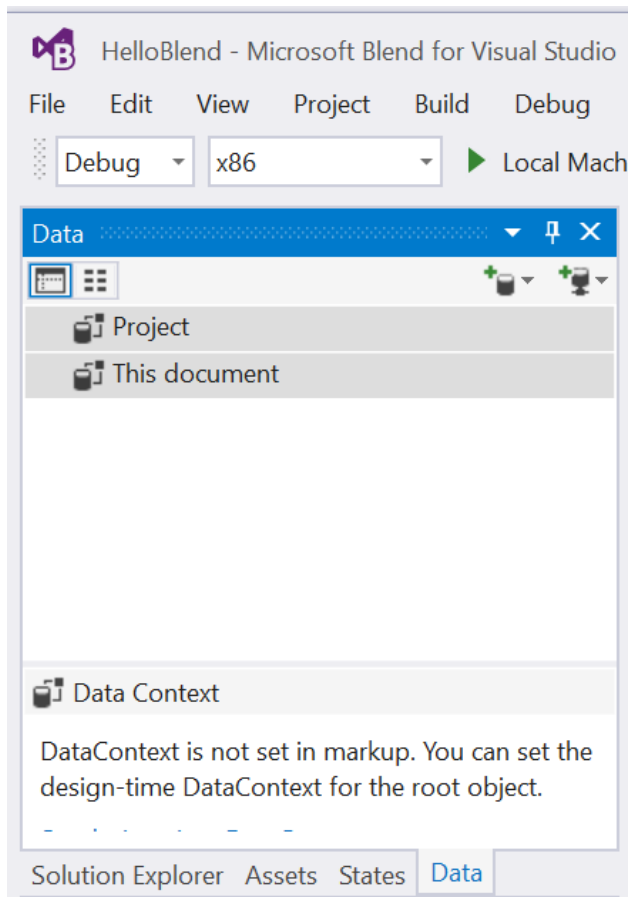 HelloBlend - Microsoft Blend for Visual Studio
File Edit View Project Build Debug
Debug x86 Local Mach
Data
Project
This document
Data Context
DataContext is not set in markup. You can set the
design-time DataContext for the root object.
Solution Explorer Assets States Data